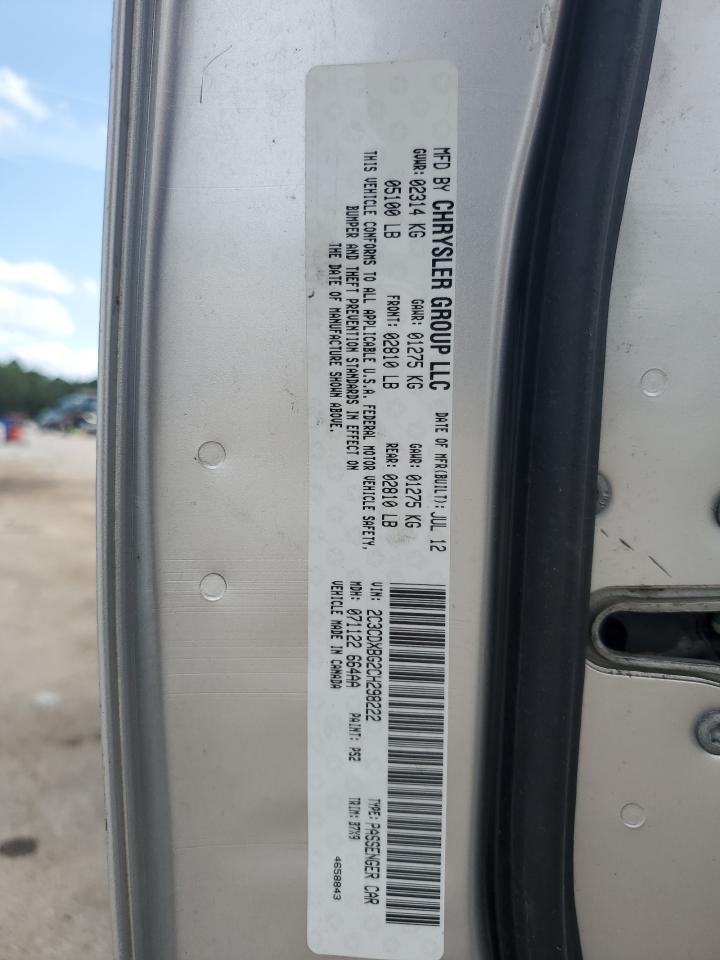 MFD BY CHRYSLER GROUP LLC DATE OF MFR(BUILT): JUL 12
GVWR: 02314 KG GAWR: 01275 KG GAWR: 01275 KG
05100 LB FRONT: 02810 LB REAR: 02810 LB
THIS VEHICLE CONFORMS TO ALL APPLICABLE U.S.A. FEDERAL MOTOR VEHICLE SAFETY,
BUMPER AND THEFT PREVENTION STANDARDS IN EFFECT ON
THE DATE OF MANUFACTURE SHOWN ABOVE.
VIN: 2C3CDXBG2CH298222 TYPE: PASSENGER CAR
MDH: 071122 664AA PAINT: PS2 TRIM: B7X9
VEHICLE MADE IN CANADA 4658843